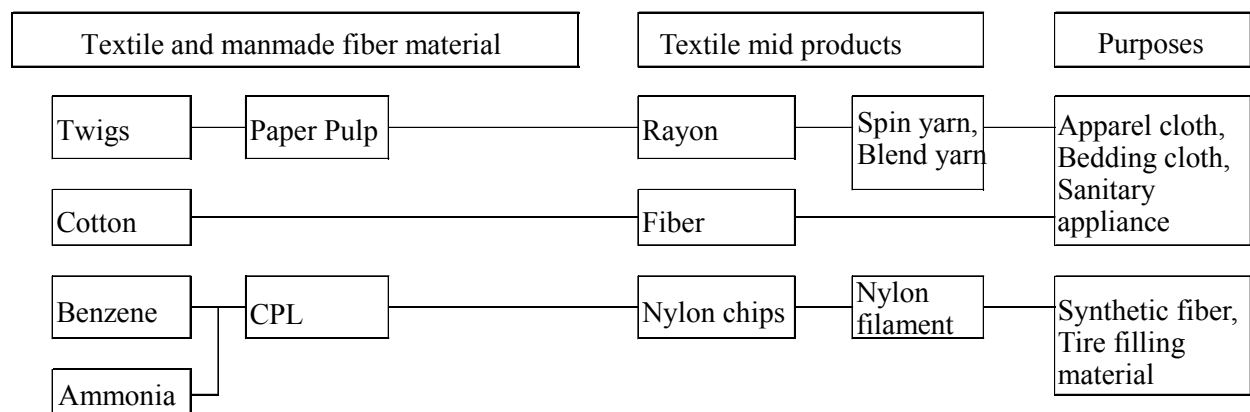 Textile and manmade fiber material
Textile mid products
Purposes
Twigs
Paper Pulp
Rayon
Spin yarn,
Blend yarn
Apparel cloth,
Bedding cloth,
Sanitary
appliance
Cotton
Fiber
Benzene
CPL
Nylon chips
Nylon
filament
Synthetic fiber,
Tire filling
material
Ammonia